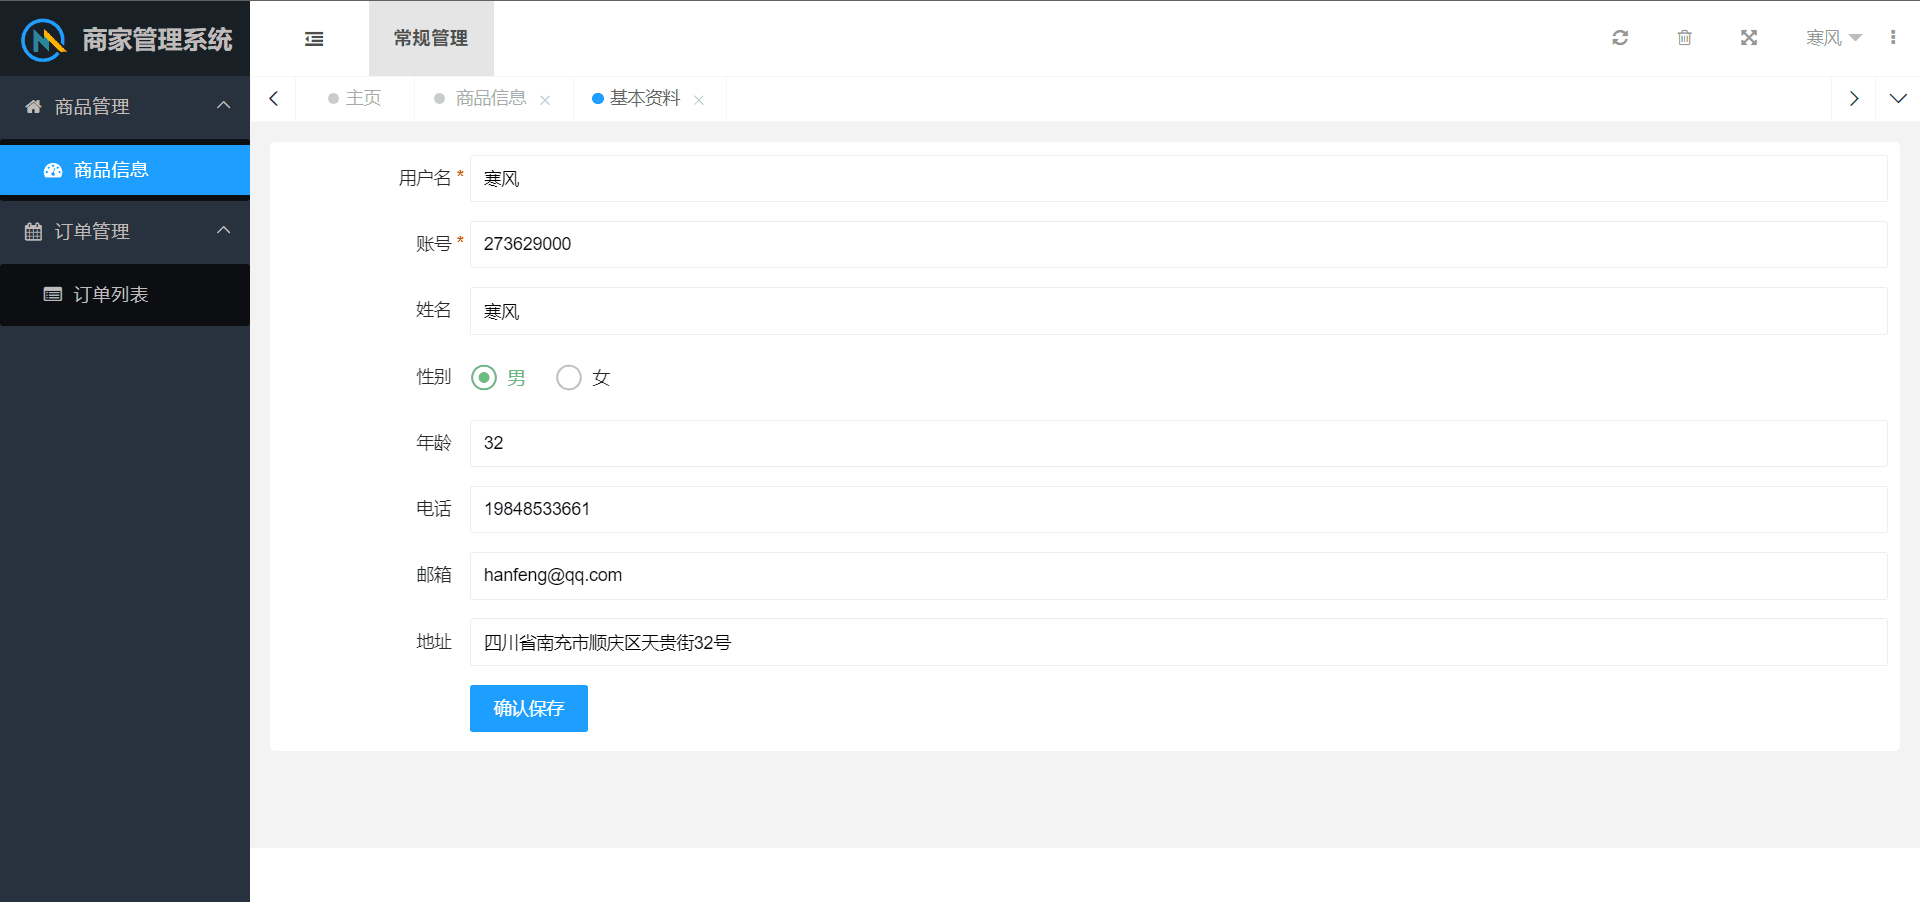 商家管理系统
常规管理
寒风
商品管理
商品信息
订单管理
订单列表
主页
商品信息
基本资料
用户名 * 寒风
账号 * 273629000
姓名 寒风
性别 男 女
年龄 32
电话 19848533661
邮箱 hanfeng@qq.com
地址 四川省南充市顺庆区天贵街32号
确认保存